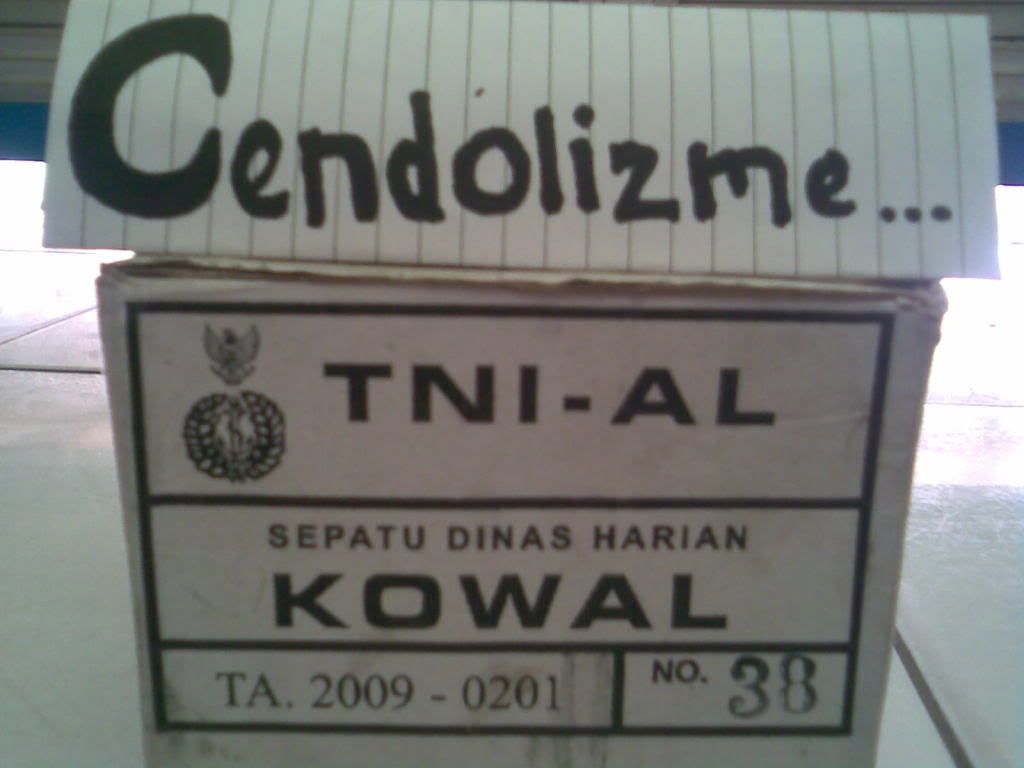 Cendolizme...
TNI-AL
SEPATU DINAS HARIAN
KOWAL
TA. 2009 - 0201
NO. 38